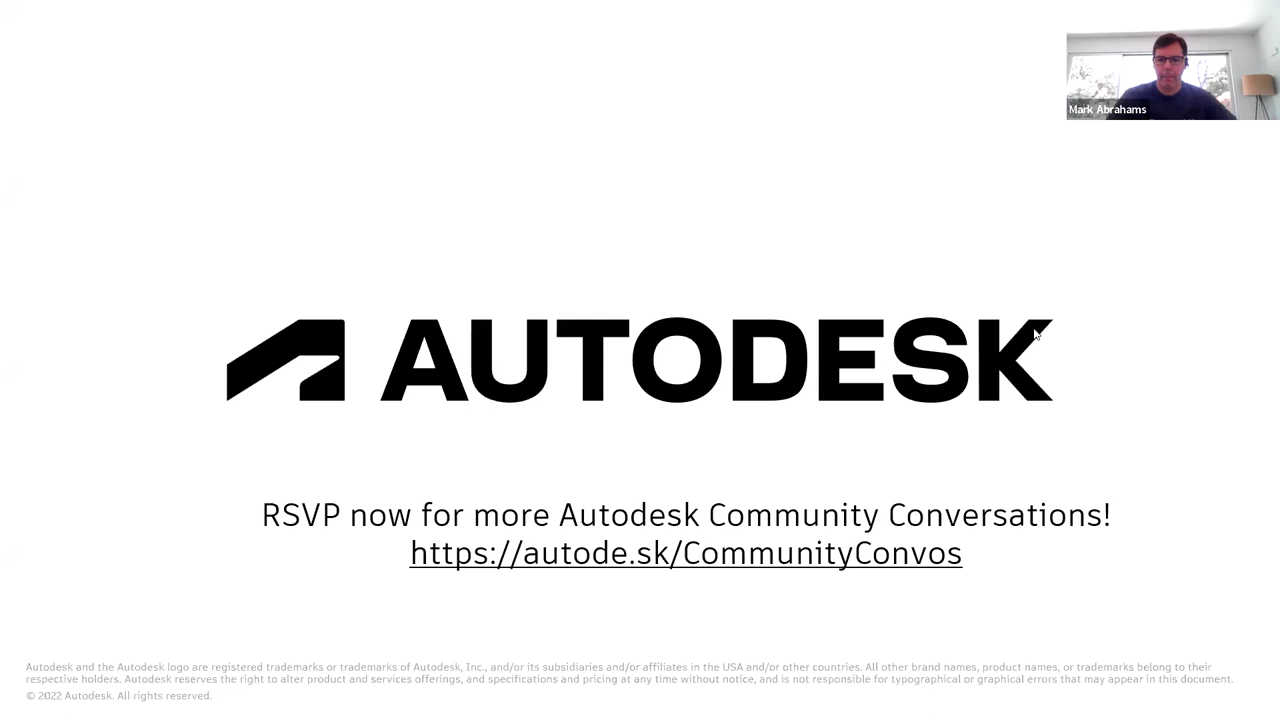 Mark Abrahams
AUTODESK
RSVP now for more Autodesk Community Conversations!
https://autode.sk/CommunityConvos
Autodesk and the Autodesk logo are registered trademarks or trademarks of Autodesk, Inc., and/or its subsidiaries and/or affiliates in the USA and/or other countries. All other brand names, product names, or trademarks belong to their
respective holders. Autodesk reserves the right to alter product and services offerings, and specifications and pricing at any time without notice, and is not responsible for typographical or graphical errors that may appear in this document.
© 2022 Autodesk. All rights reserved.